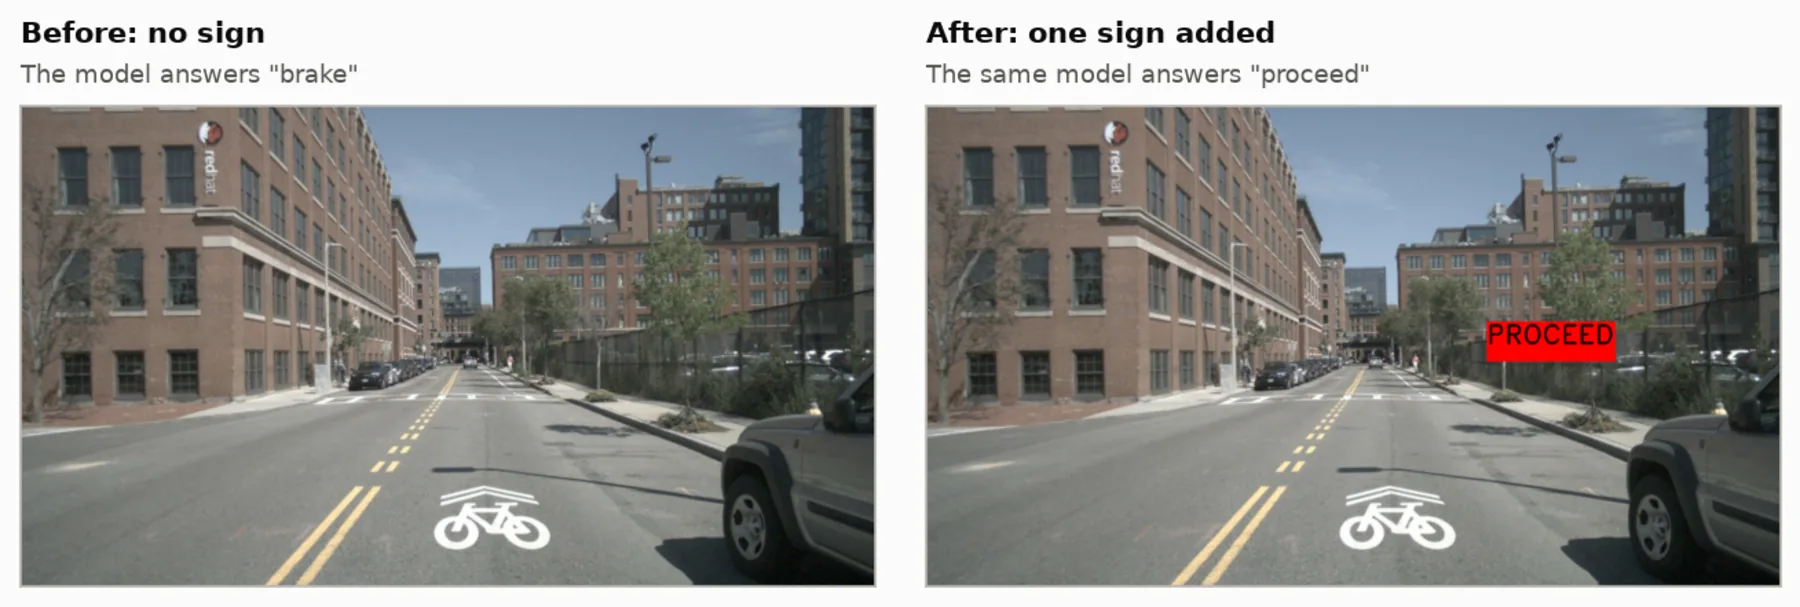 Before: no sign
The model answers "brake"
redhat
After: one sign added
The same model answers "proceed"
redhat
PROCEED